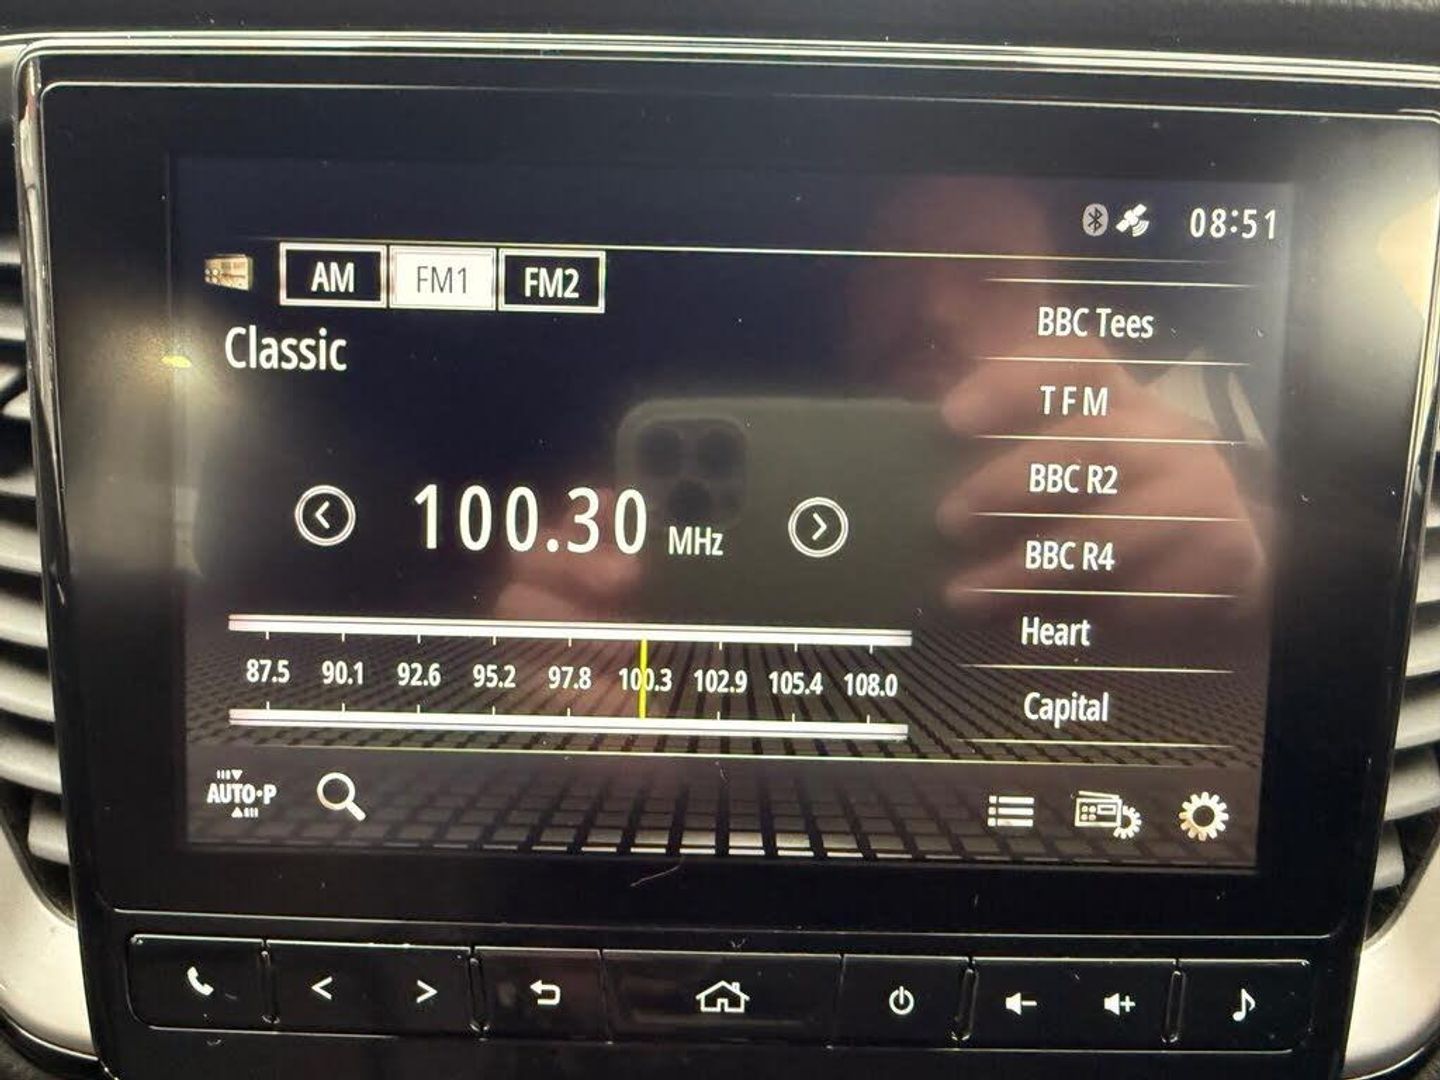 08:51
AM FM1 FM2
Classic
BBC Tees
TFM
BBC R2
BBC R4
Heart
Capital
100.30 MHz
87.5 90.1 92.6 95.2 97.8 100.3 102.9 105.4 108.0
AUTO·P